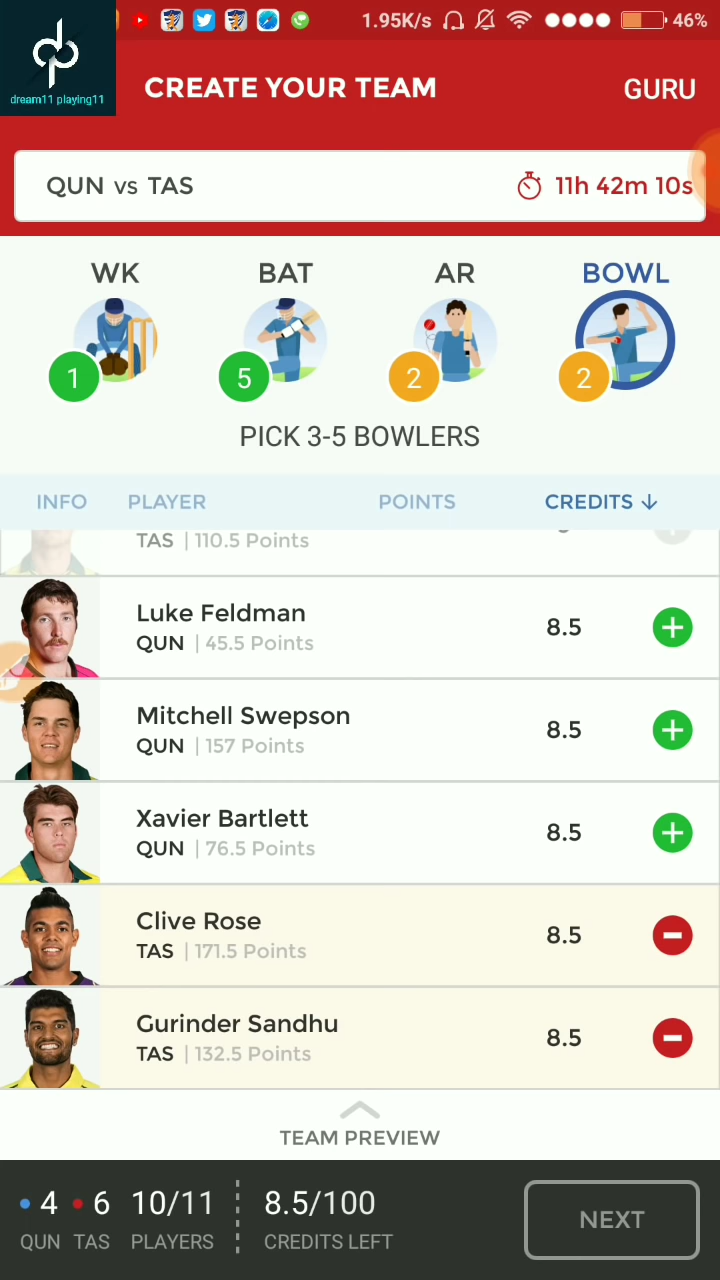 1.95K/s 46%
dream11 playing11
CREATE YOUR TEAM GURU
QUN vs TAS 11h 42m 10s
WK BAT AR BOWL
1 5 2 2
PICK 3-5 BOWLERS
INFO PLAYER POINTS CREDITS
TAS | 110.5 Points
Luke Feldman
QUN | 45.5 Points 8.5
Mitchell Swepson
QUN | 157 Points 8.5
Xavier Bartlett
QUN | 76.5 Points 8.5
Clive Rose
TAS | 171.5 Points 8.5
Gurinder Sandhu
TAS | 132.5 Points 8.5
TEAM PREVIEW
4 6 10/11 8.5/100
QUN TAS PLAYERS CREDITS LEFT
NEXT